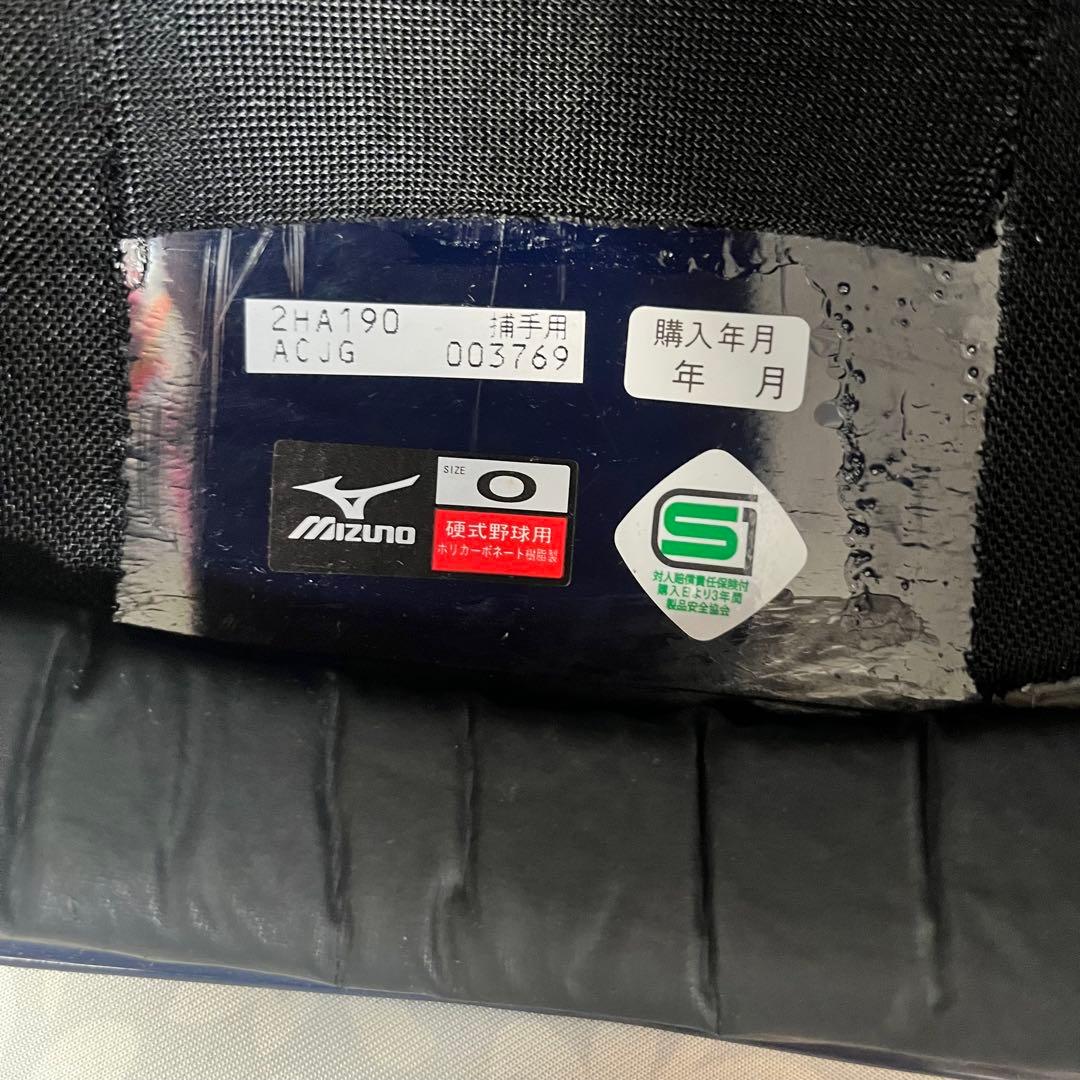 2HA190 捕手用
ACJG 003769
購入年月
年 月
MIZUNO
SIZE
O
硬式野球用
ポリカーボネート樹脂製
SG
対人賠償責任保険付
購入日より3年間
製品安全協会